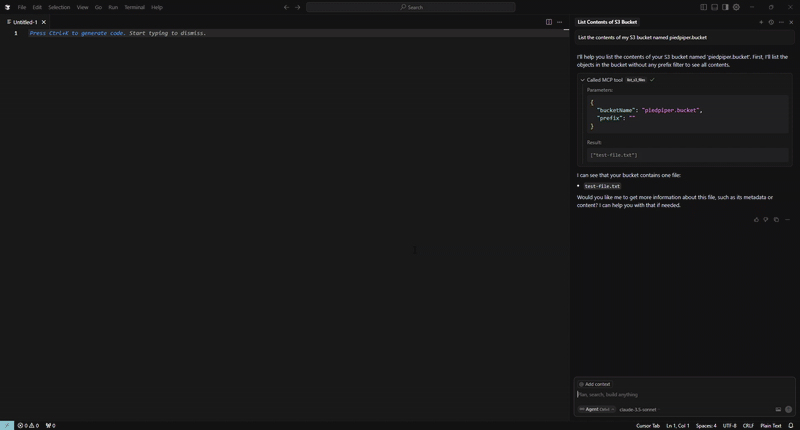 File Edit Selection View Go Run Terminal Help
Search
Untitled-1
1 Press Ctrl+K to generate code. Start typing to dismiss.
List Contents of S3 Bucket
List the contents of my S3 bucket named piedpiper.bucket
I'll help you list the contents of your S3 bucket named 'piedpiper.bucket'. First, I'll list the
objects in the bucket without any prefix filter to see all contents.
Called MCP tool list_s3_files
Parameters:
{
"bucketName": "piedpiper.bucket",
"prefix": ""
}
Result:
["test-file.txt"]
I can see that your bucket contains one file:
• test-file.txt
Would you like me to get more information about this file, such as its metadata or
content? I can help you with that if needed.
Add context
Plan, search, build anything
Agent claude-3.5-sonnet
0 0 0
Cursor Tab Ln 1, Col 1 Spaces: 4 UTF-8 CRLF Plain Text